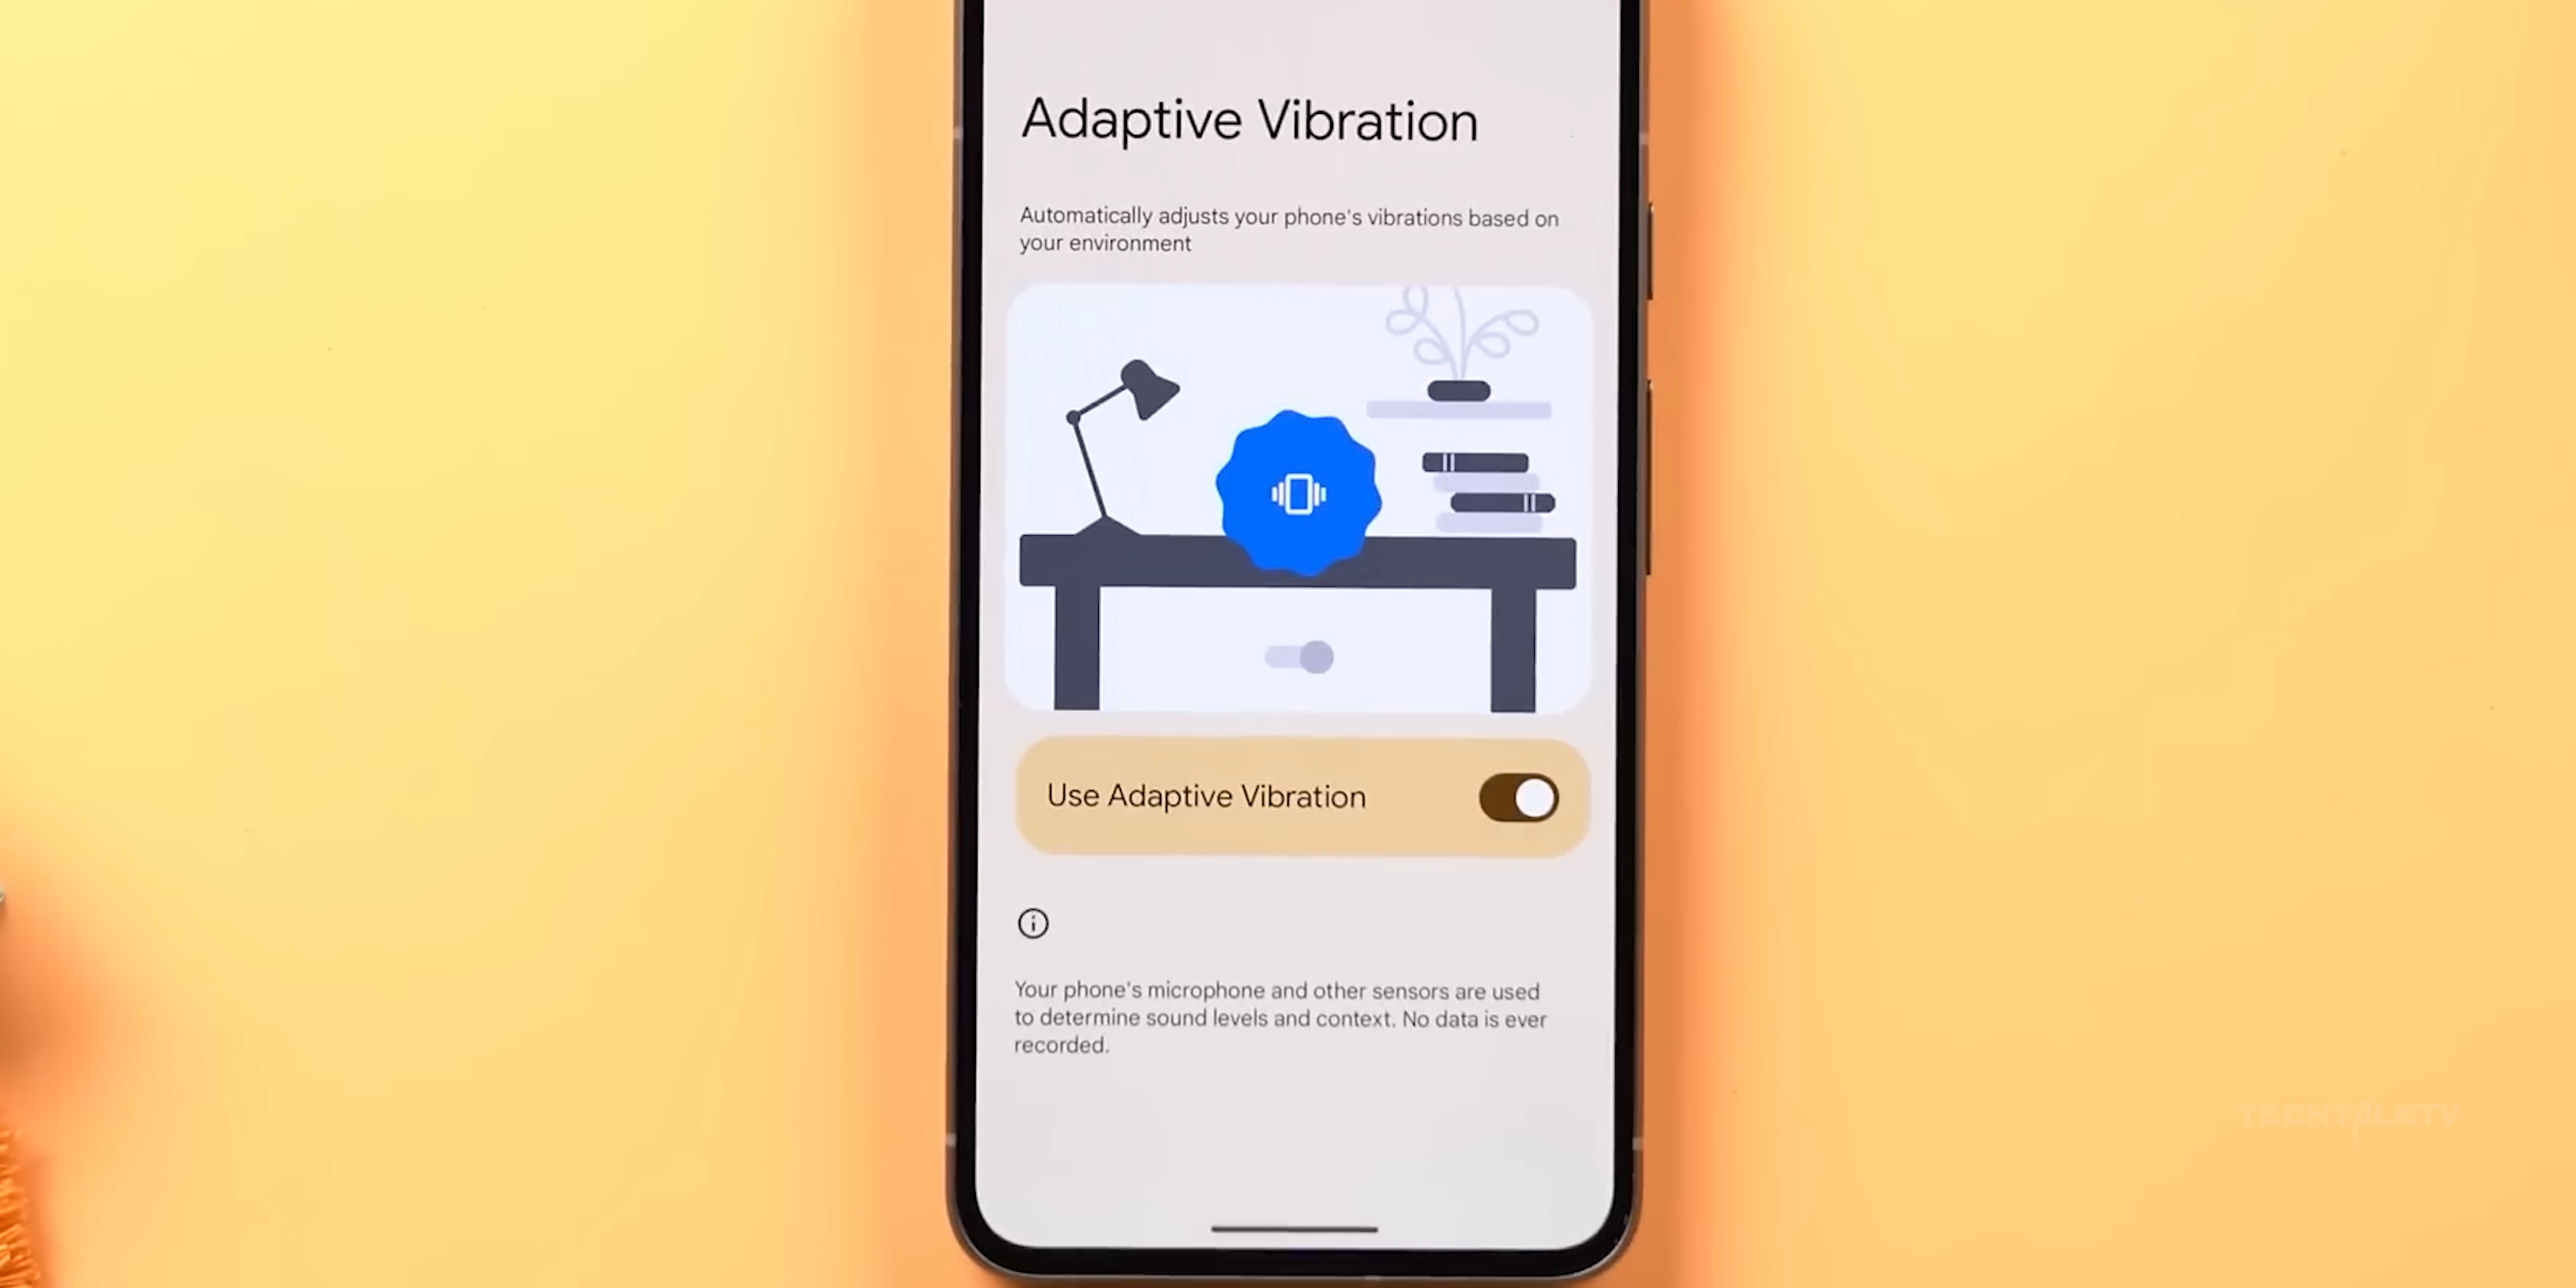 Adaptive Vibration
Automatically adjusts your phone's vibrations based on
your environment
Use Adaptive Vibration
Your phone's microphone and other sensors are used
to determine sound levels and context. No data is ever
recorded.
TECHTALKTV